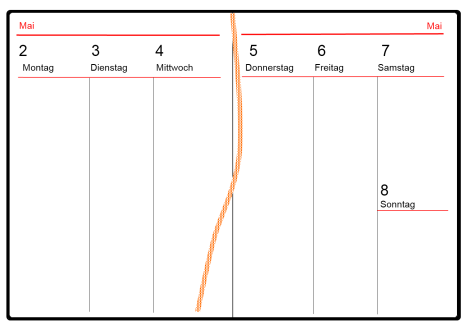 Mai
2 3 4
Montag Dienstag Mittwoch
Mai
5 6 7
Donnerstag Freitag Samstag
8
Sonntag